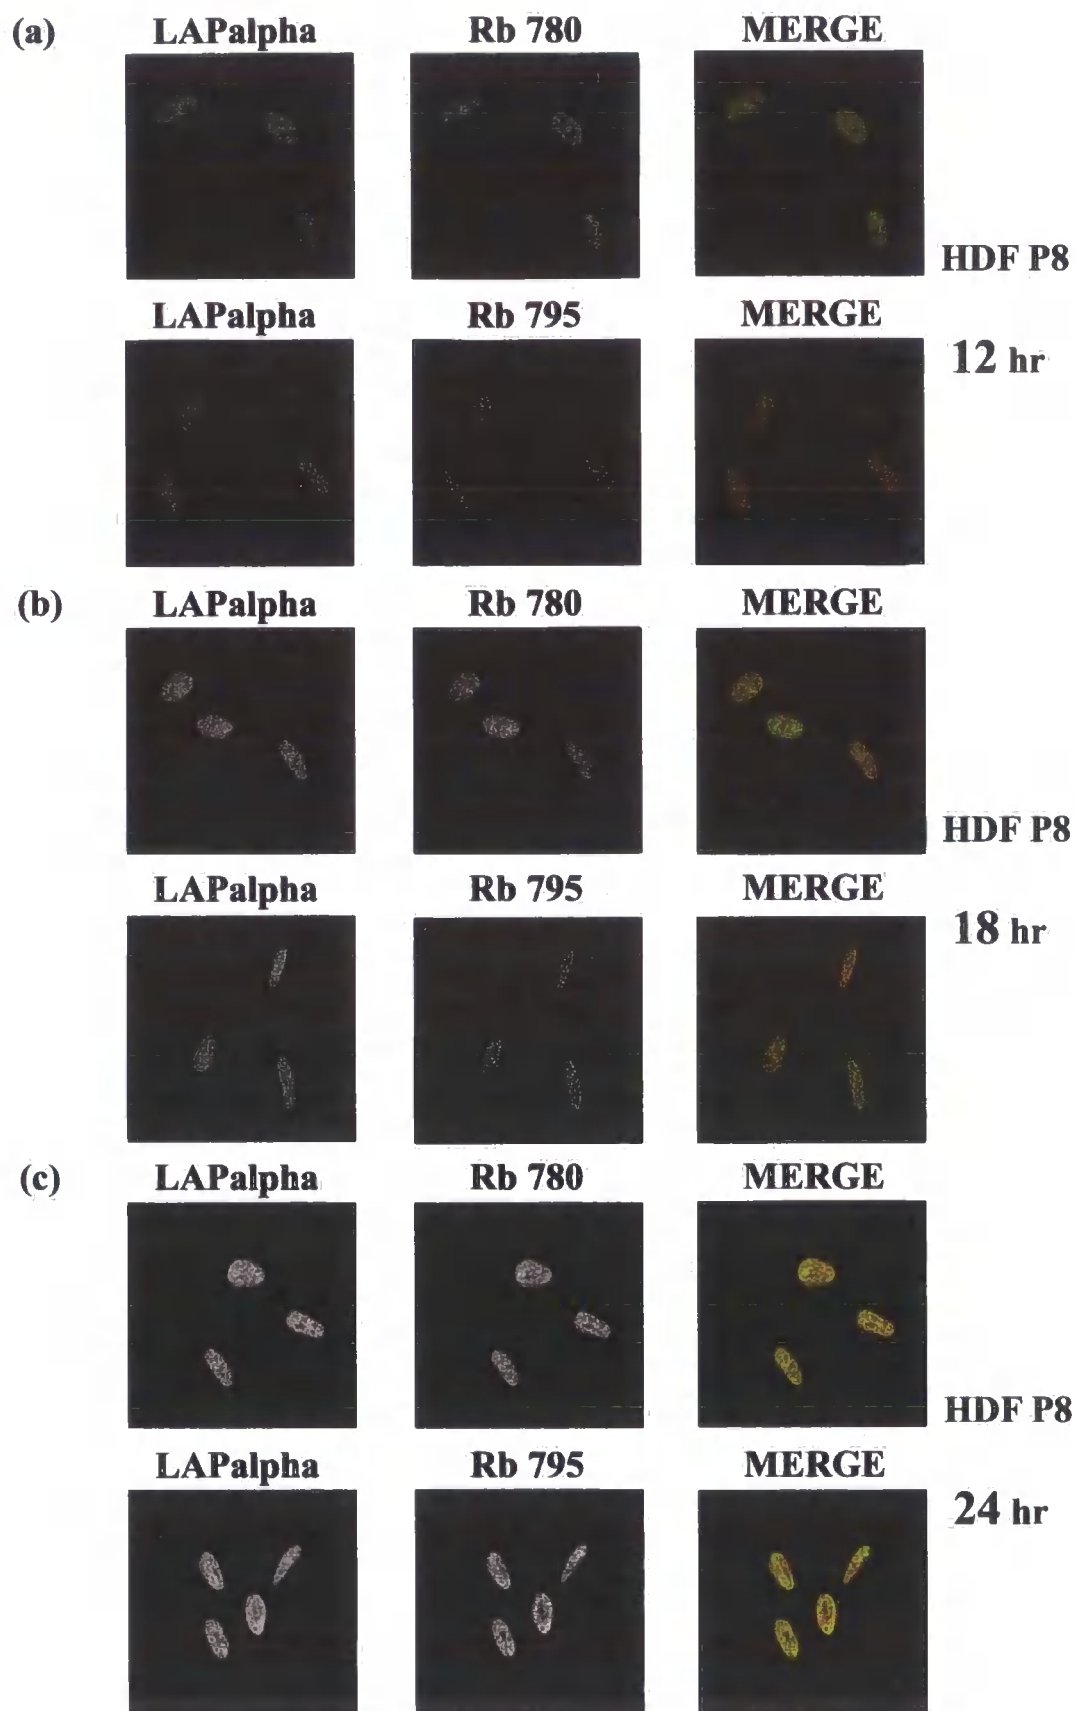 (a) LAPalpha Rb 780 MERGE
HDF P8
LAPalpha Rb 795 MERGE
12 hr
(b) LAPalpha Rb 780 MERGE
HDF P8
LAPalpha Rb 795 MERGE
18 hr
(c) LAPalpha Rb 780 MERGE
HDF P8
LAPalpha Rb 795 MERGE
24 hr